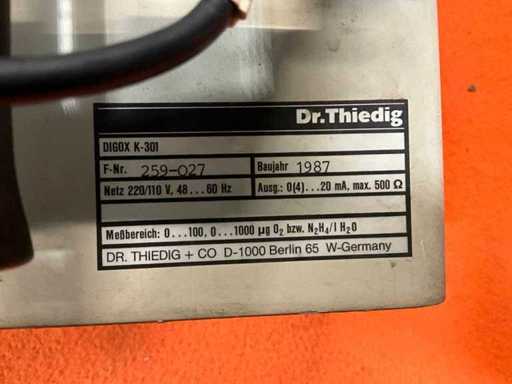 Dr.Thiedig
DIGOX K-301
F-Nr. 259-027 Baujahr 1987
Netz 220/110 V, 48...60 Hz Ausg.: 0(4)...20 mA, max. 500 Ω
Meßbereich: 0...100, 0...1000 µg O₂ bzw. N₂H₄/l H₂O
DR. THIEDIG + CO D-1000 Berlin 65 W-Germany